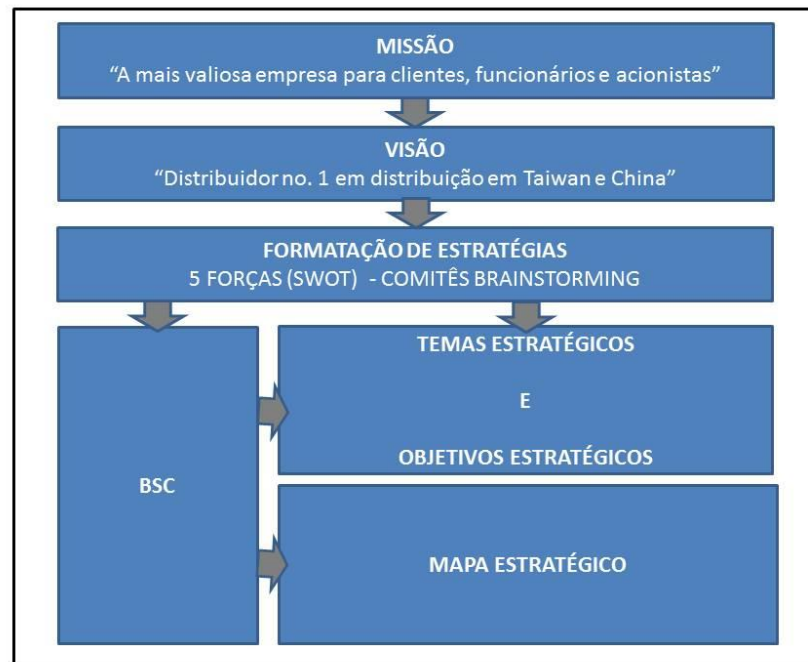 MISSÃO
“A mais valiosa empresa para clientes, funcionários e acionistas”
VISÃO
“Distribuidor no. 1 em distribuição em Taiwan e China”
FORMATAÇÃO DE ESTRATÉGIAS
5 FORÇAS (SWOT) - COMITÊS BRAINSTORMING
BSC
TEMAS ESTRATÉGICOS
E
OBJETIVOS ESTRATÉGICOS
MAPA ESTRATÉGICO